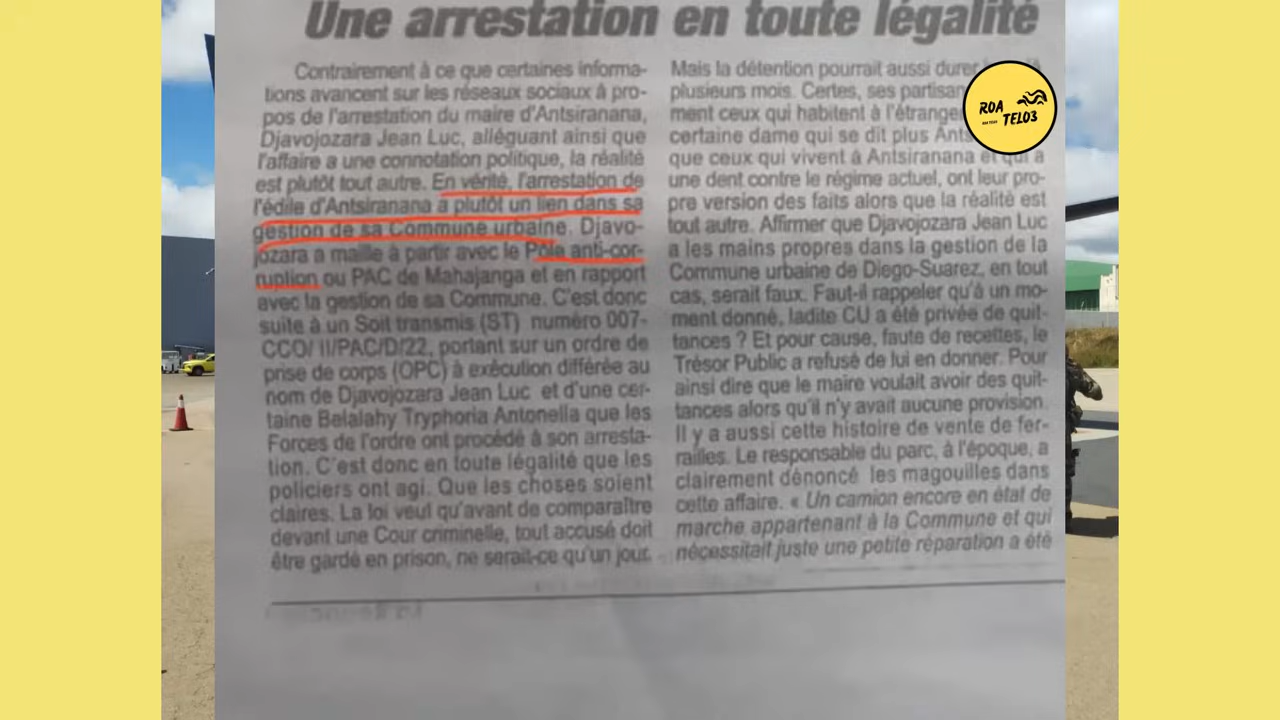 Une arrestation en toute légalité
Contrairement à ce que certaines informa-
tions avancent sur les réseaux sociaux à pro-
pos de l'arrestation du maire d'Antsiranana,
Djavojozara Jean Luc, alléguant ainsi que
l'affaire a une connotation politique, la réalité
est plutôt tout autre. En vérité, l'arrestation de
l'édile d'Antsiranana a plutôt un lien dans sa
gestion de sa Commune urbaine. Djavo-
jozara a maille à partir avec le Pôle anti-cor-
ruption ou PAC de Mahajanga et en rapport
avec la gestion de sa Commune. C'est donc
suite à un Soit transmis (ST) numéro 007-
CCO/ II/PAC/D/22, portant sur un ordre de
prise de corps (OPC) à exécution différée au
nom de Djavojozara Jean Luc et d'une cer-
taine Belalahy Tryphoria Antonella que les
Forces de l'ordre ont procédé à son arresta-
tion. C'est donc en toute légalité que les
policiers ont agi. Que les choses soient
claires. La loi veut qu'avant de comparaître
devant une Cour criminelle, tout accusé doit
être gardé en prison, ne serait-ce qu'un jour.
Mais la détention pourrait aussi durer
plusieurs mois. Certes, ses partisan
ment ceux qui habitent à l'étranger
certaine dame qui se dit plus Ants
que ceux qui vivent à Antsiranana et qui a
une dent contre le régime actuel, ont leur pro-
pre version des faits alors que la réalité est
tout autre. Affirmer que Djavojozara Jean Luc
a les mains propres dans la gestion de la
Commune urbaine de Diego-Suarez, en tout
cas, serait faux. Faut-il rappeler qu'à un mo-
ment donné, ladite CU a été privée de quit-
tances ? Et pour cause, faute de recettes, le
Trésor Public a refusé de lui en donner. Pour
ainsi dire que le maire voulait avoir des quit-
tances alors qu'il n'y avait aucune provision.
Il y a aussi cette histoire de vente de fer-
railles. Le responsable du parc, à l'époque, a
clairement dénoncé les magouilles dans
cette affaire. « Un camion encore en état de
marche appartenant à la Commune et qui
nécessitait juste une petite réparation a été
ROA
TELO3